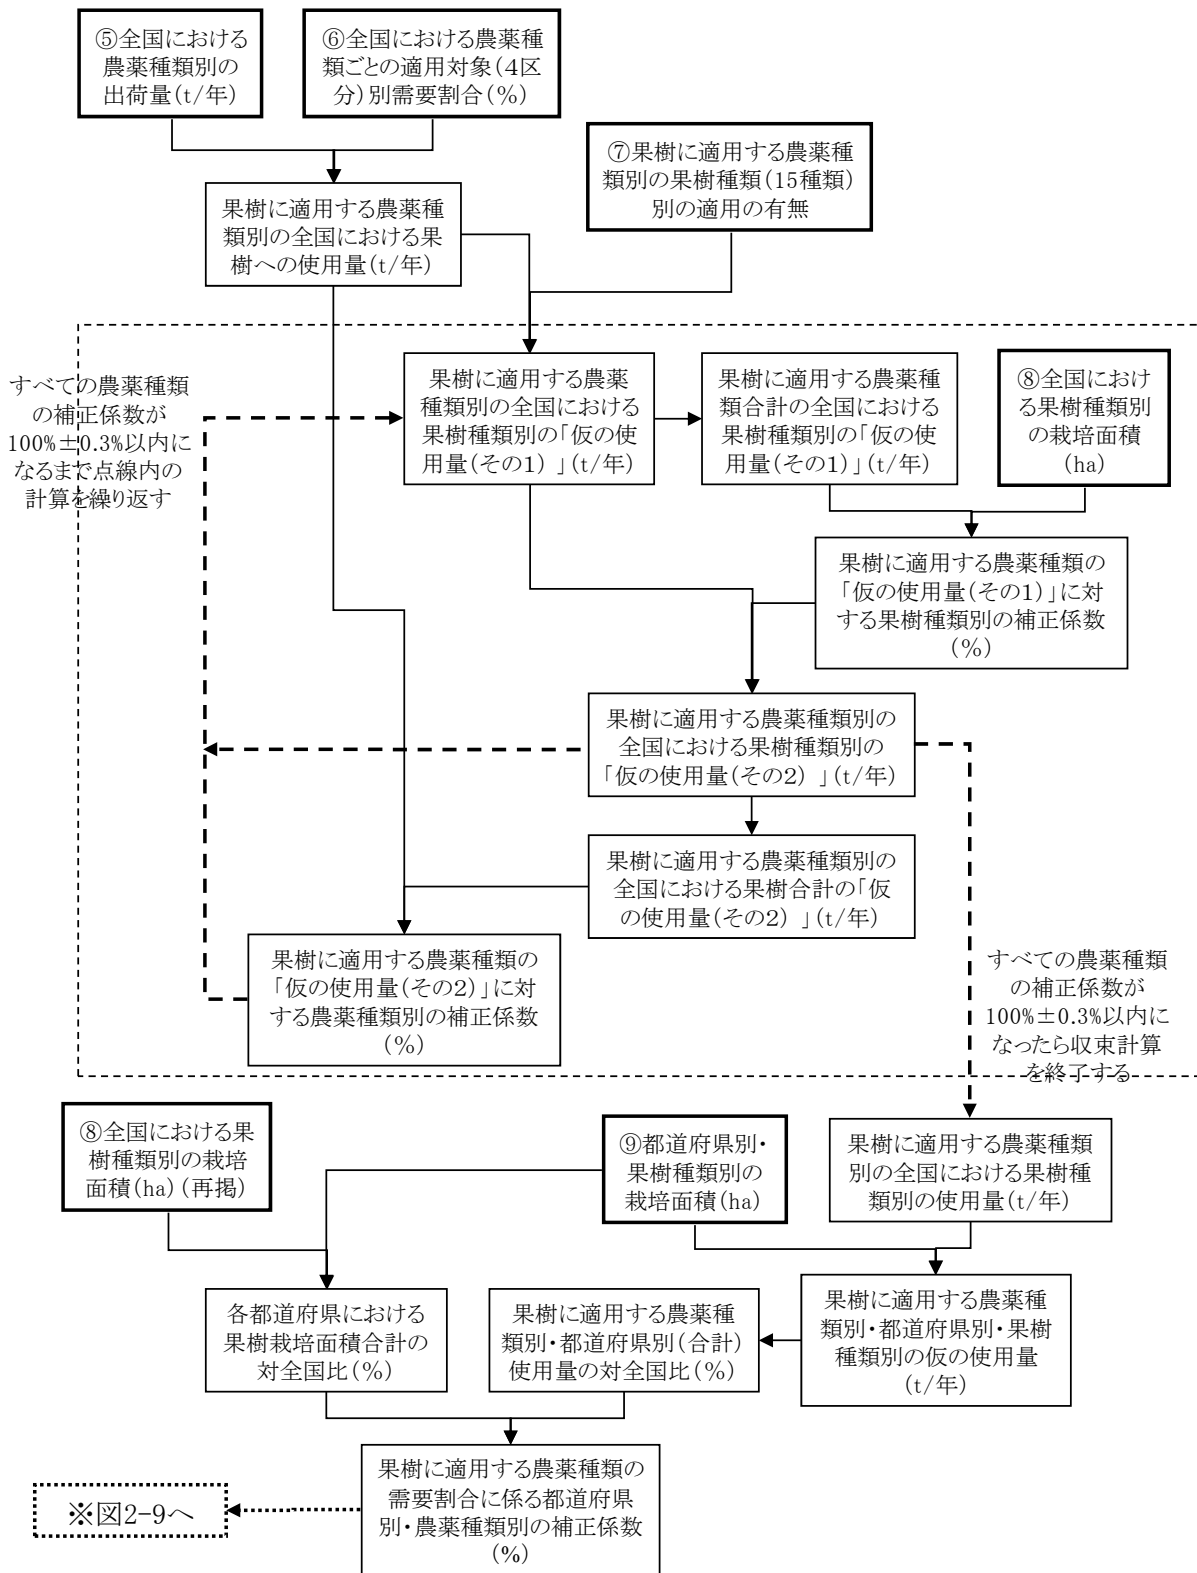 ⑤全国における
農薬種類別の
出荷量(t/年)
⑥全国における農薬種
類ごとの適用対象(4区
分)別需要割合(%)
⑦果樹に適用する農薬種
類別の果樹種類(15種類)
別の適用の有無
果樹に適用する農薬種
類別の全国における果
樹への使用量(t/年)
すべての農薬種類
の補正係数が
100%±0.3%以内に
なるまで点線内の
計算を繰り返す
果樹に適用する農薬
種類別の全国における
果樹種類別の「仮の使
用量(その1) 」(t/年)
果樹に適用する農薬種
類合計の全国における
果樹種類別の「仮の使
用量(その1)」(t/年)
⑧全国におけ
る果樹種類別
の栽培面積
(ha)
果樹に適用する農薬種類の
「仮の使用量(その1)」に対
する果樹種類別の補正係数
(%)
果樹に適用する農薬種類別の
全国における果樹種類別の
「仮の使用量(その2) 」(t/年)
果樹に適用する農薬種類別の
全国における果樹合計の「仮
の使用量(その2) 」(t/年)
果樹に適用する農薬種類の
「仮の使用量(その2)」に対
する農薬種類別の補正係数
(%)
すべての農薬種類
の補正係数が
100%±0.3%以内に
なったら収束計算
を終了する
⑧全国における果
樹種類別の栽培
面積(ha)(再掲)
⑨都道府県別・
果樹種類別の
栽培面積(ha)
果樹に適用する農薬種類
別の全国における果樹種
類別の使用量(t/年)
各都道府県における
果樹栽培面積合計の
対全国比(%)
果樹に適用する農薬種
類別・都道府県別(合計)
使用量の対全国比(%)
果樹に適用する農薬種
類別・都道府県別・果樹
種類別の仮の使用量
(t/年)
果樹に適用する農薬種類の
需要割合に係る都道府県
別・農薬種類別の補正係数
(%)
※図2-9へ